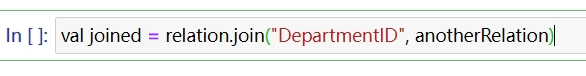 In [ ]: val joined = relation.join("DepartmentID", anotherRelation)